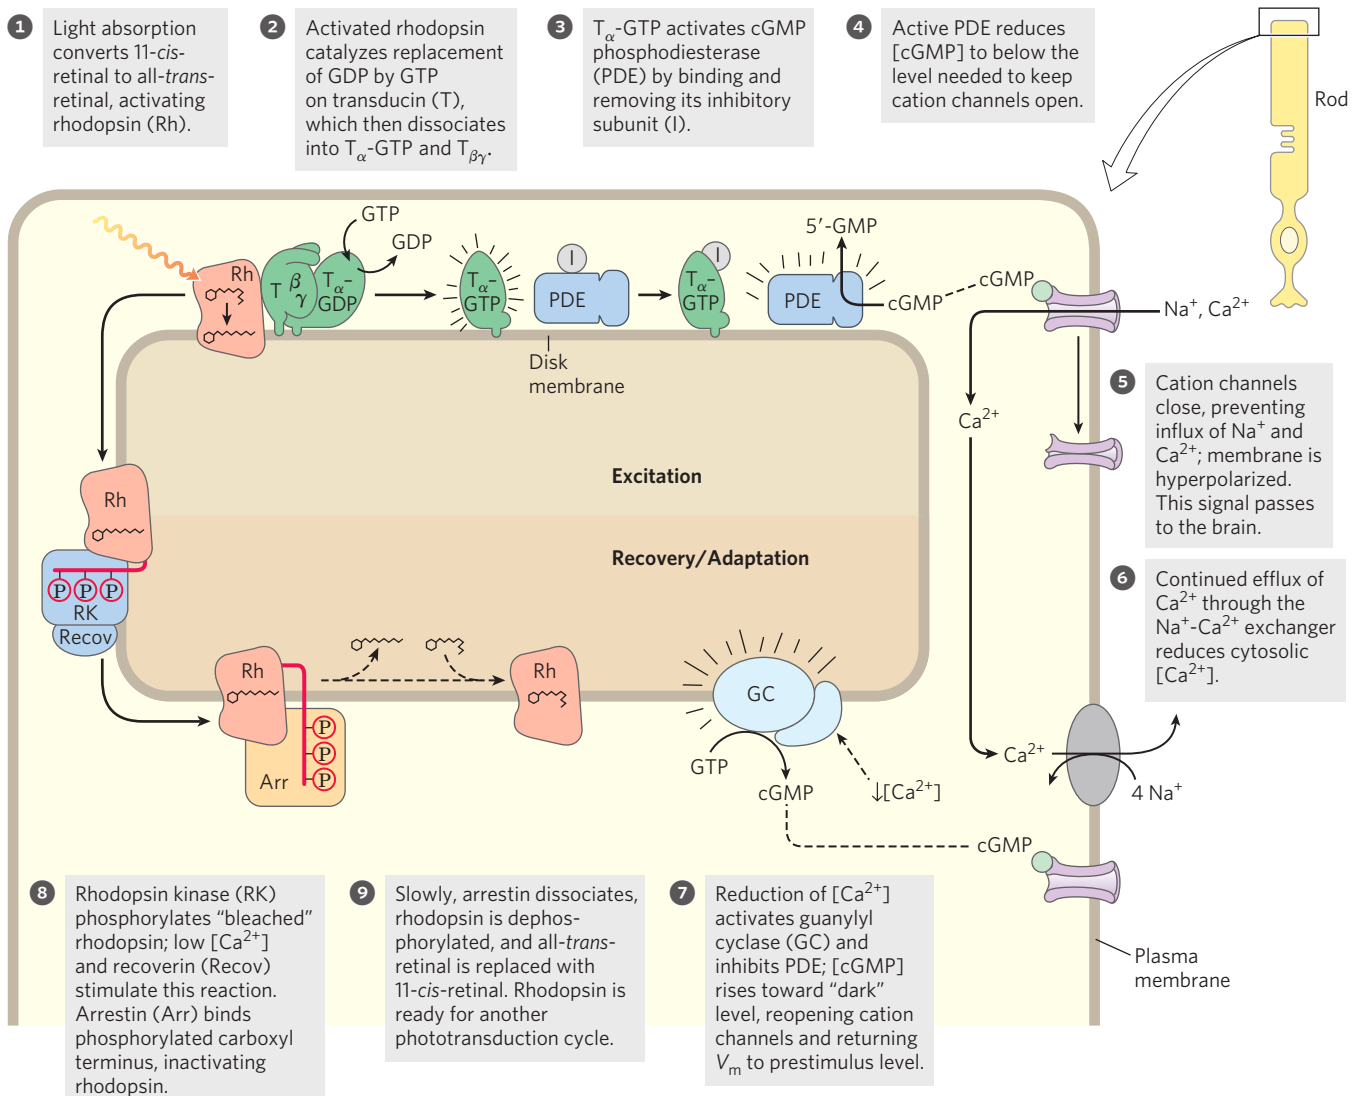 1 Light absorption
converts 11-cis-
retinal to all-trans-
retinal, activating
rhodopsin (Rh).
2 Activated rhodopsin
catalyzes replacement
of GDP by GTP
on transducin (T),
which then dissociates
into Tα-GTP and Tβγ.
3 Tα-GTP activates cGMP
phosphodiesterase
(PDE) by binding and
removing its inhibitory
subunit (I).
4 Active PDE reduces
[cGMP] to below the
level needed to keep
cation channels open.
Rod
GTP
GDP
Rh
T β γ
Tα–
GDP
Tα–
GTP
I
PDE
I
Tα–
GTP
5′-GMP
PDE
cGMP
cGMP
Na⁺, Ca²⁺
Disk
membrane
Ca²⁺
5 Cation channels
close, preventing
influx of Na⁺ and
Ca²⁺; membrane is
hyperpolarized.
This signal passes
to the brain.
Excitation
Recovery/Adaptation
Rh
P P P
RK
Recov
6 Continued efflux of
Ca²⁺ through the
Na⁺-Ca²⁺ exchanger
reduces cytosolic
[Ca²⁺].
Rh
P
P
P
Arr
Rh
GC
GTP
cGMP
↓[Ca²⁺]
Ca²⁺
4 Na⁺
cGMP
Plasma
membrane
8 Rhodopsin kinase (RK)
phosphorylates “bleached”
rhodopsin; low [Ca²⁺]
and recoverin (Recov)
stimulate this reaction.
Arrestin (Arr) binds
phosphorylated carboxyl
terminus, inactivating
rhodopsin.
9 Slowly, arrestin dissociates,
rhodopsin is dephos-
phorylated, and all-trans-
retinal is replaced with
11-cis-retinal. Rhodopsin is
ready for another
phototransduction cycle.
7 Reduction of [Ca²⁺]
activates guanylyl
cyclase (GC) and
inhibits PDE; [cGMP]
rises toward “dark”
level, reopening cation
channels and returning
Vm to prestimulus level.